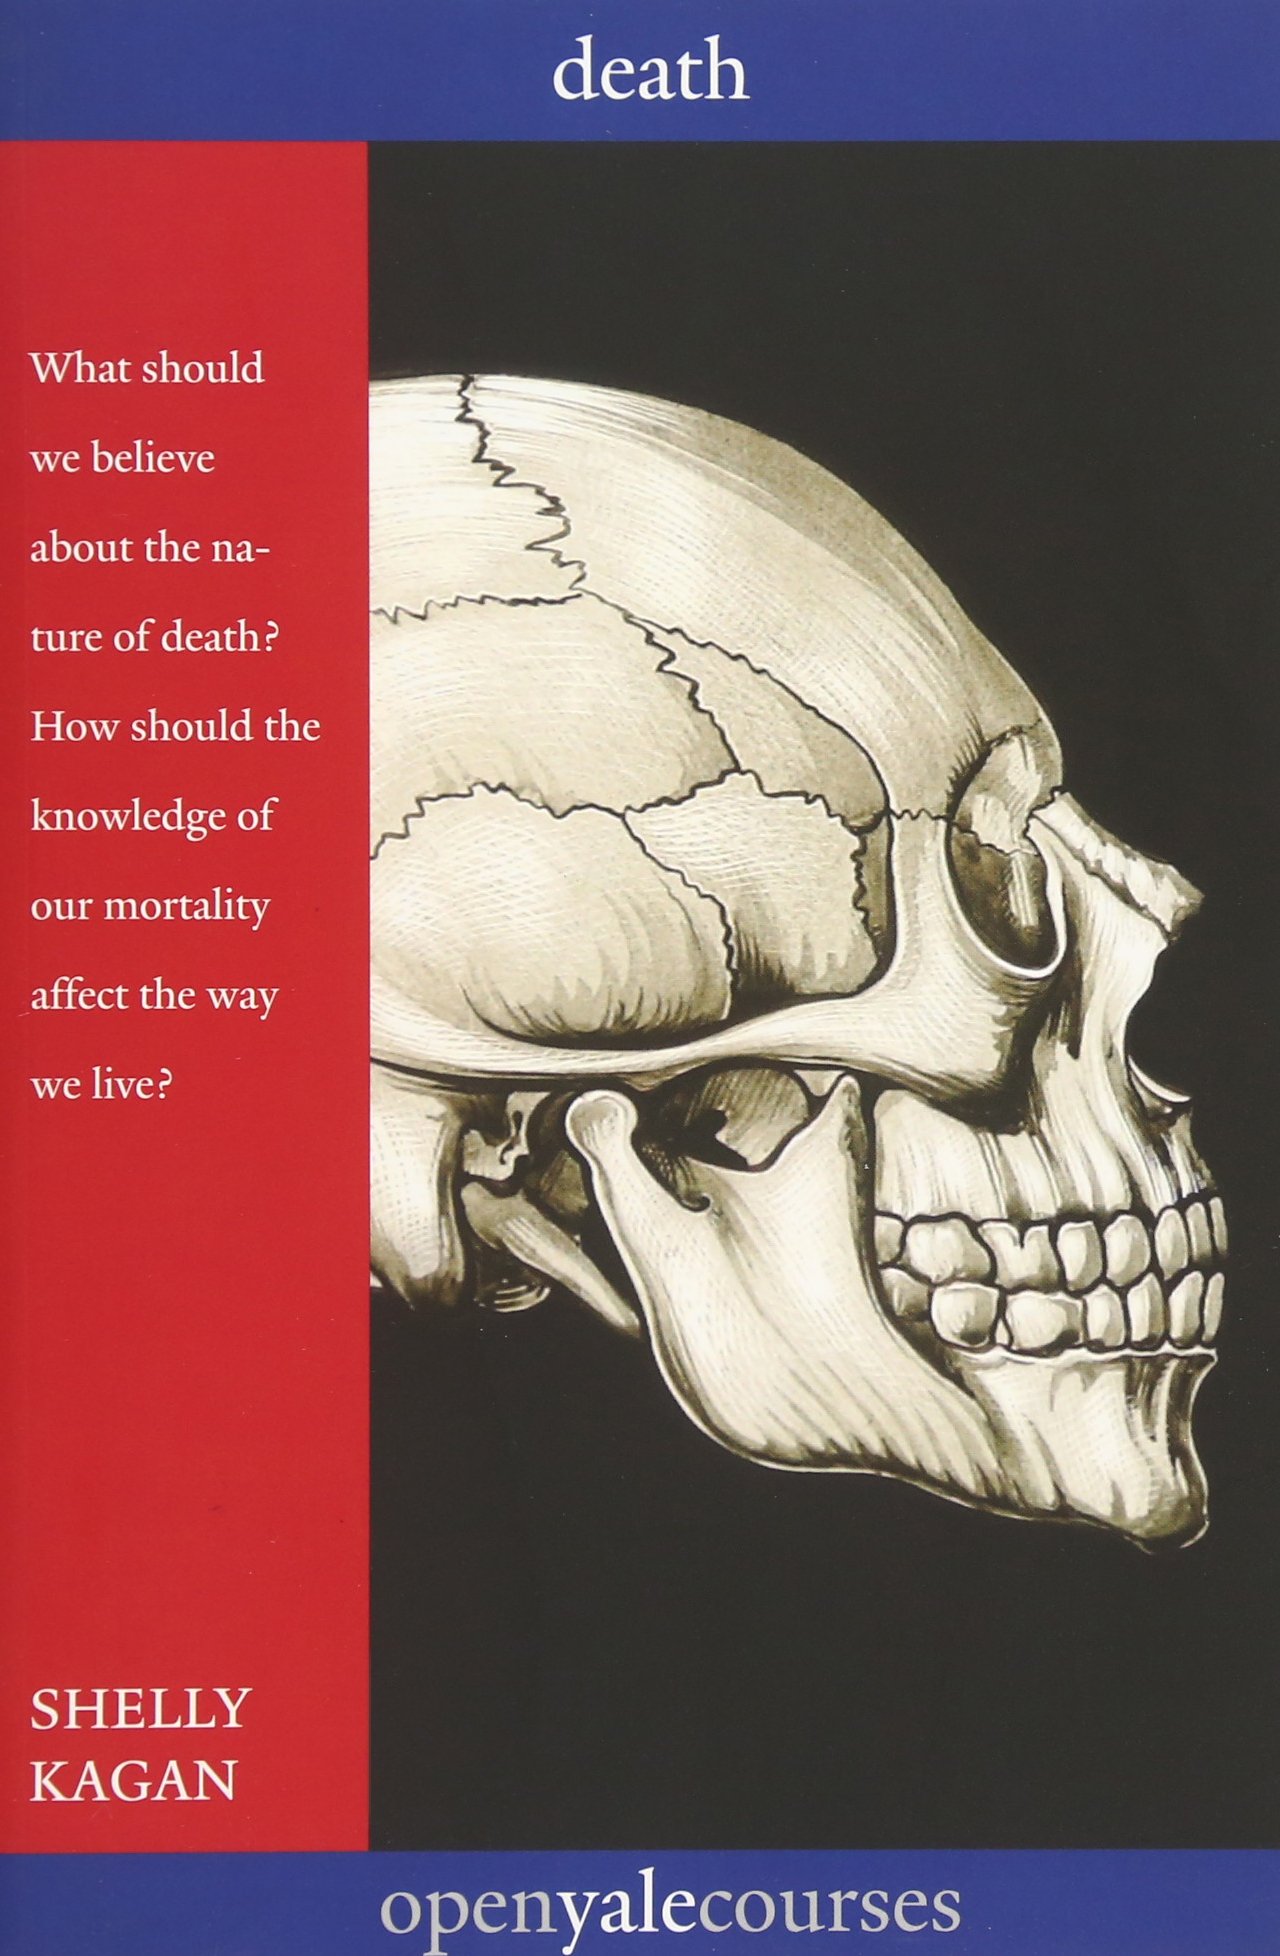 death
What should
we believe
about the na-
ture of death?
How should the
knowledge of
our mortality
affect the way
we live?
SHELLY
KAGAN
openyalecourses